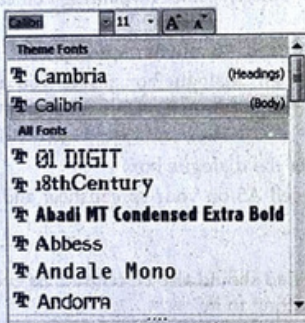 Calibri 11 A A
Theme Fonts
Cambria (Headings)
Calibri (Body)
All Fonts
01 DIGIT
18thCentury
Abadi MT Condensed Extra Bold
Abbess
Andale Mono
Andorra